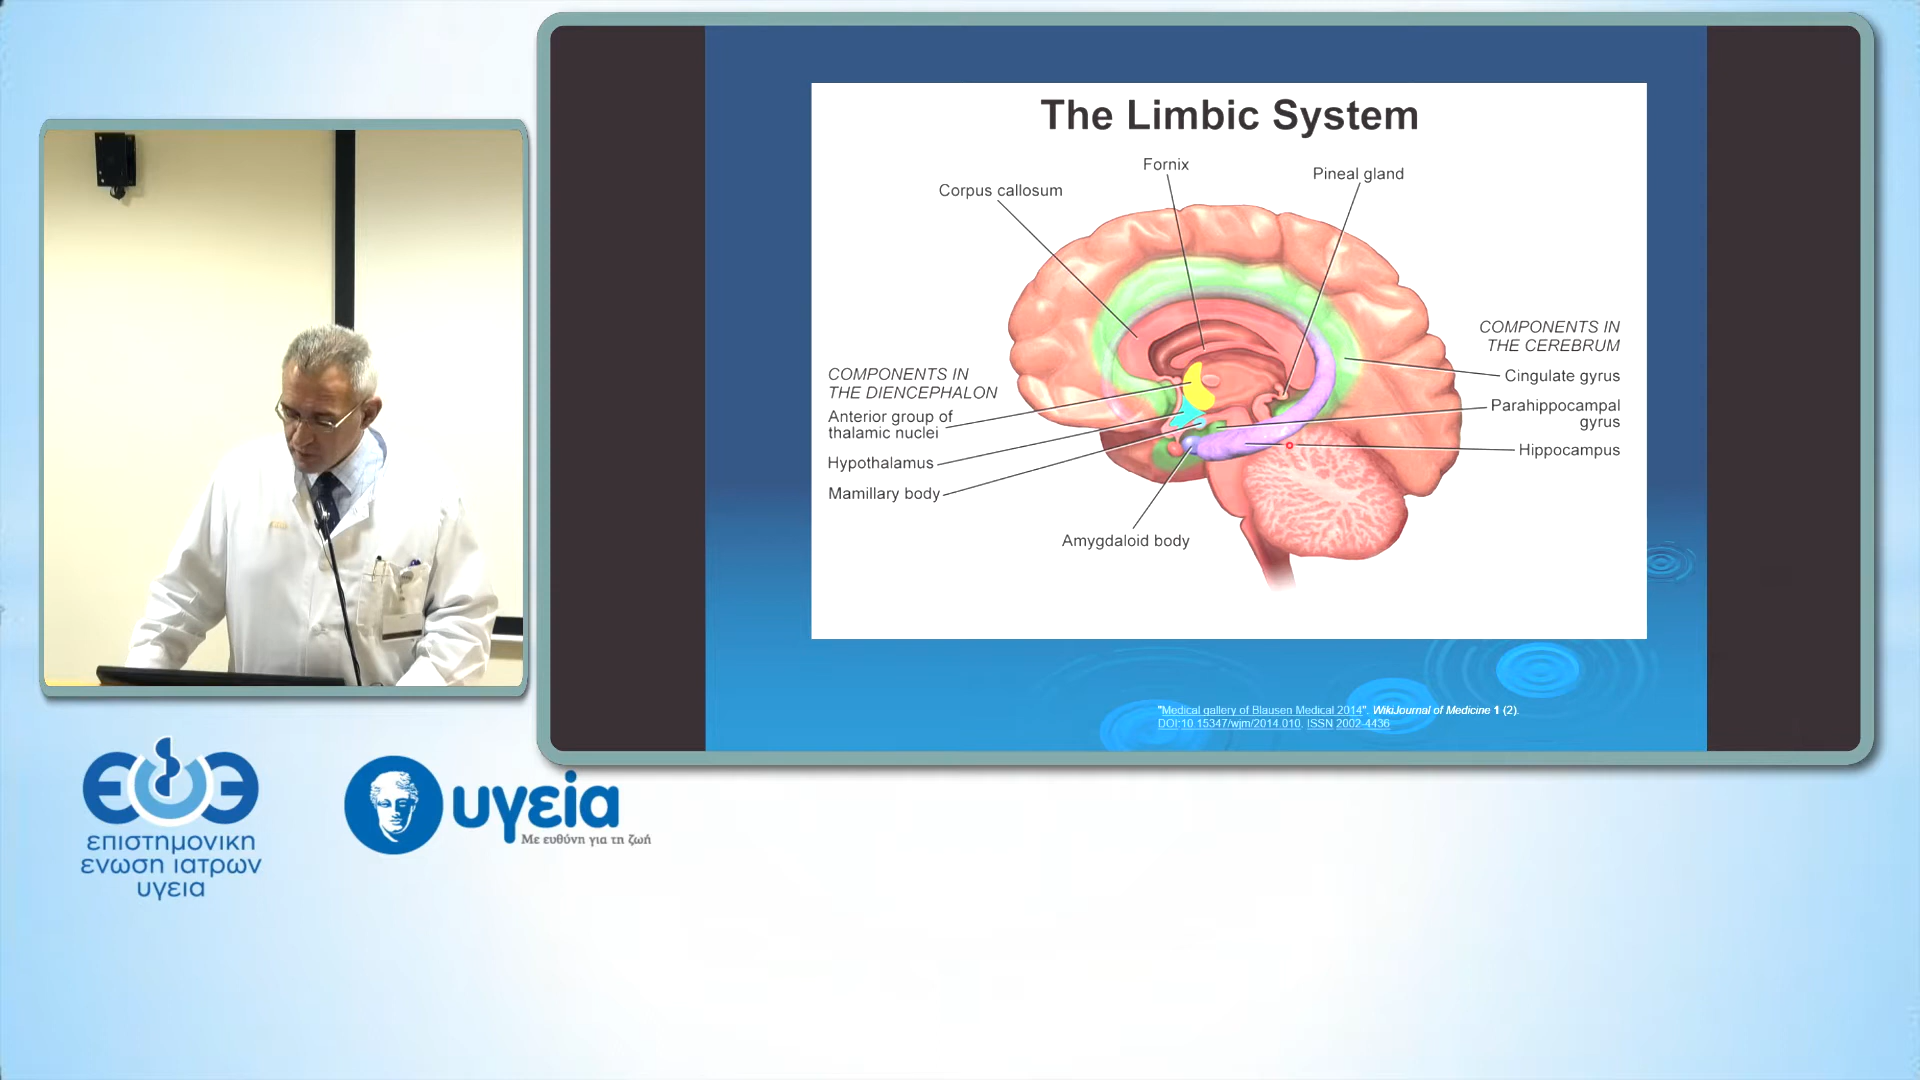 The Limbic System
Fornix
Pineal gland
Corpus callosum
COMPONENTS IN
THE CEREBRUM
Cingulate gyrus
Parahippocampal
gyrus
Hippocampus
COMPONENTS IN
THE DIENCEPHALON
Anterior group of
thalamic nuclei
Hypothalamus
Mamillary body
Amygdaloid body
"Medical gallery of Blausen Medical 2014". WikiJournal of Medicine 1 (2).
DOI:10.15347/wjm/2014.010. ISSN 2002-4436
επιστημονικη
ενωση ιατρων
υγεια
υγεία
Με ευθύνη για τη ζωή